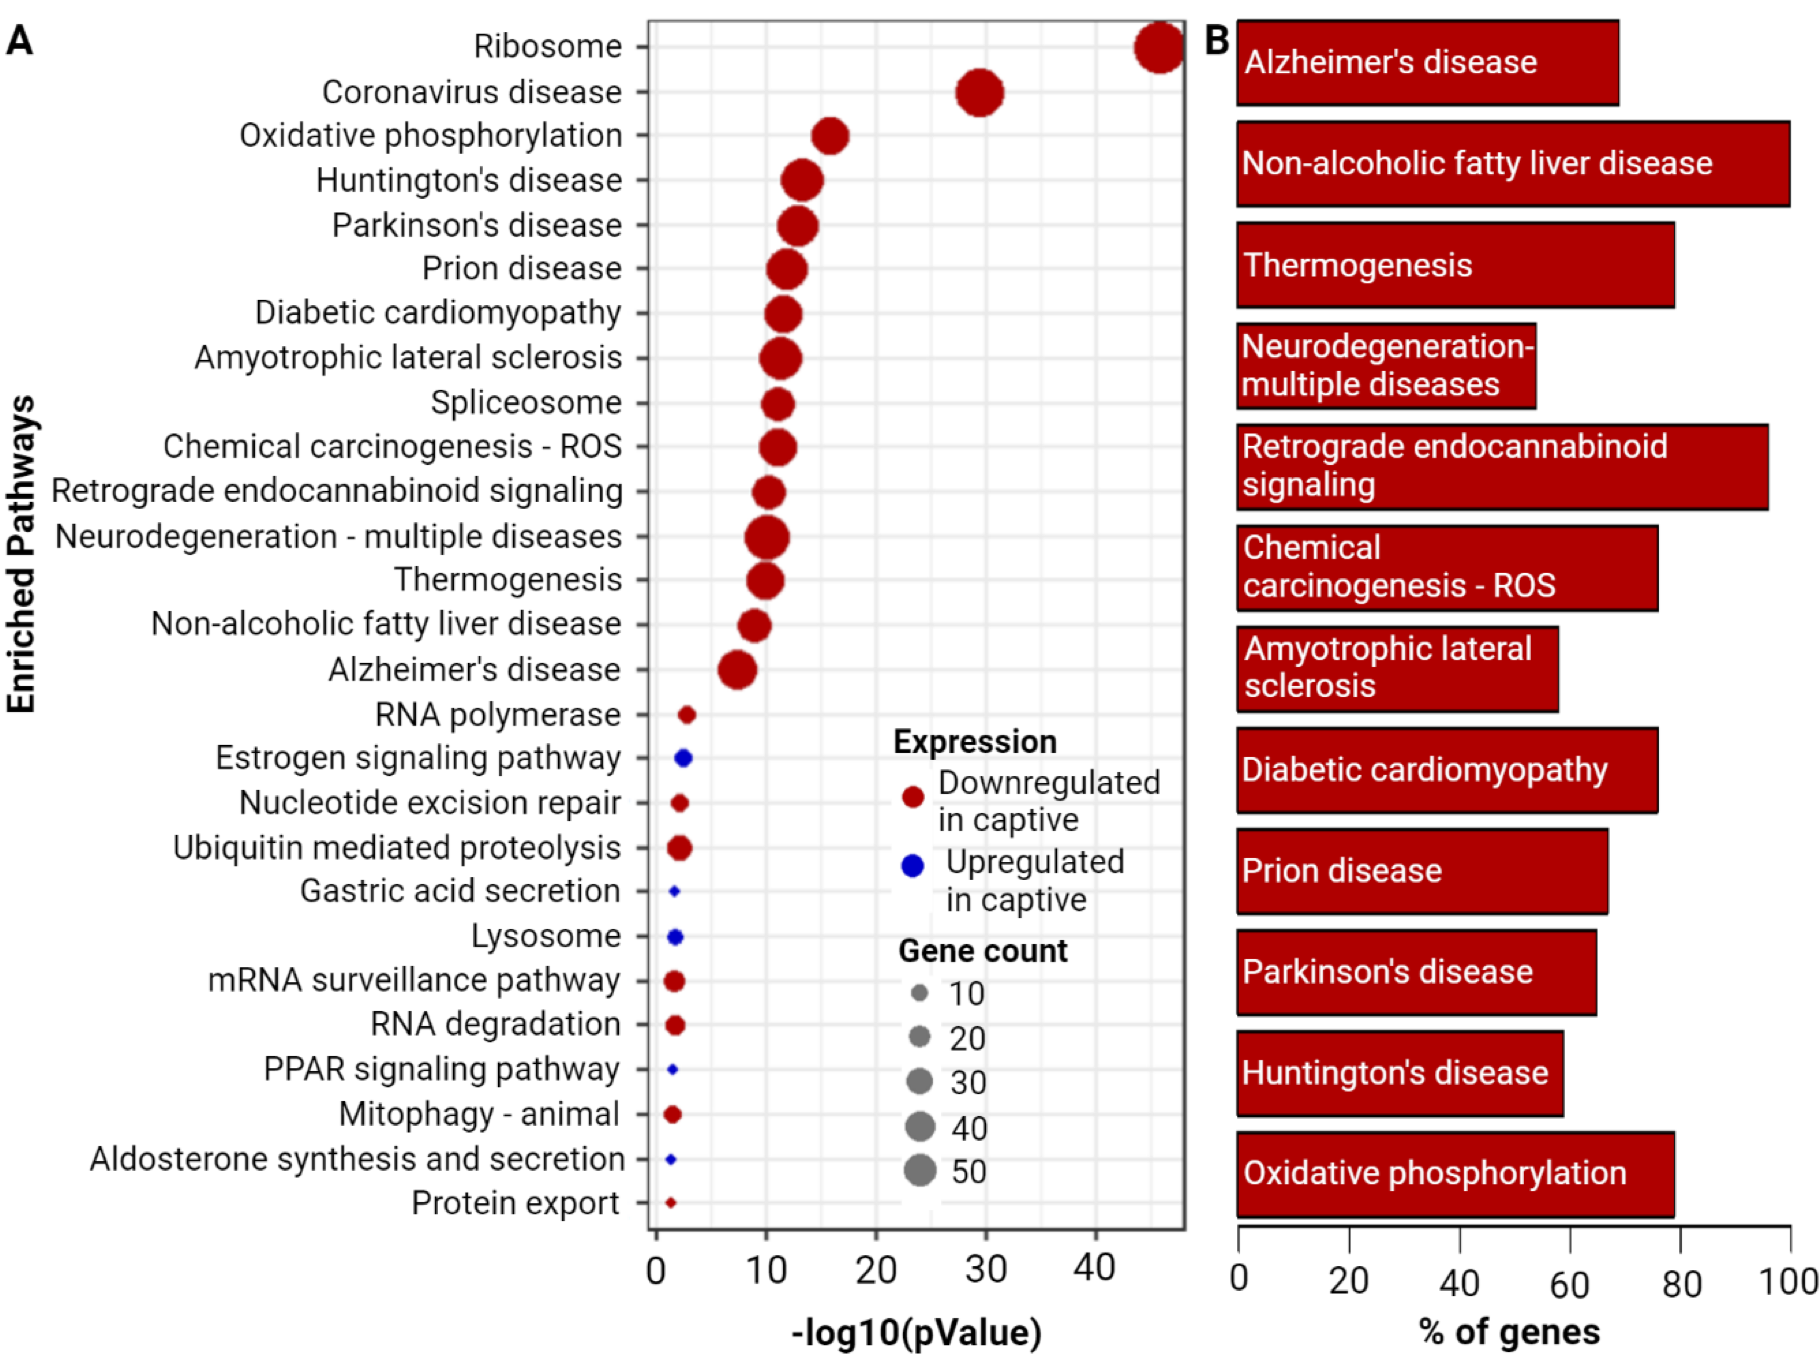 A
Enriched Pathways
Ribosome
Coronavirus disease
Oxidative phosphorylation
Huntington's disease
Parkinson's disease
Prion disease
Diabetic cardiomyopathy
Amyotrophic lateral sclerosis
Spliceosome
Chemical carcinogenesis - ROS
Retrograde endocannabinoid signaling
Neurodegeneration - multiple diseases
Thermogenesis
Non-alcoholic fatty liver disease
Alzheimer's disease
RNA polymerase
Estrogen signaling pathway
Nucleotide excision repair
Ubiquitin mediated proteolysis
Gastric acid secretion
Lysosome
mRNA surveillance pathway
RNA degradation
PPAR signaling pathway
Mitophagy - animal
Aldosterone synthesis and secretion
Protein export
Expression
Downregulated
in captive
Upregulated
in captive
Gene count
10
20
30
40
50
0 10 20 30 40
-log10(pValue)
B
Alzheimer's disease
Non-alcoholic fatty liver disease
Thermogenesis
Neurodegeneration-
multiple diseases
Retrograde endocannabinoid
signaling
Chemical
carcinogenesis - ROS
Amyotrophic lateral
sclerosis
Diabetic cardiomyopathy
Prion disease
Parkinson's disease
Huntington's disease
Oxidative phosphorylation
0 20 40 60 80 100
% of genes